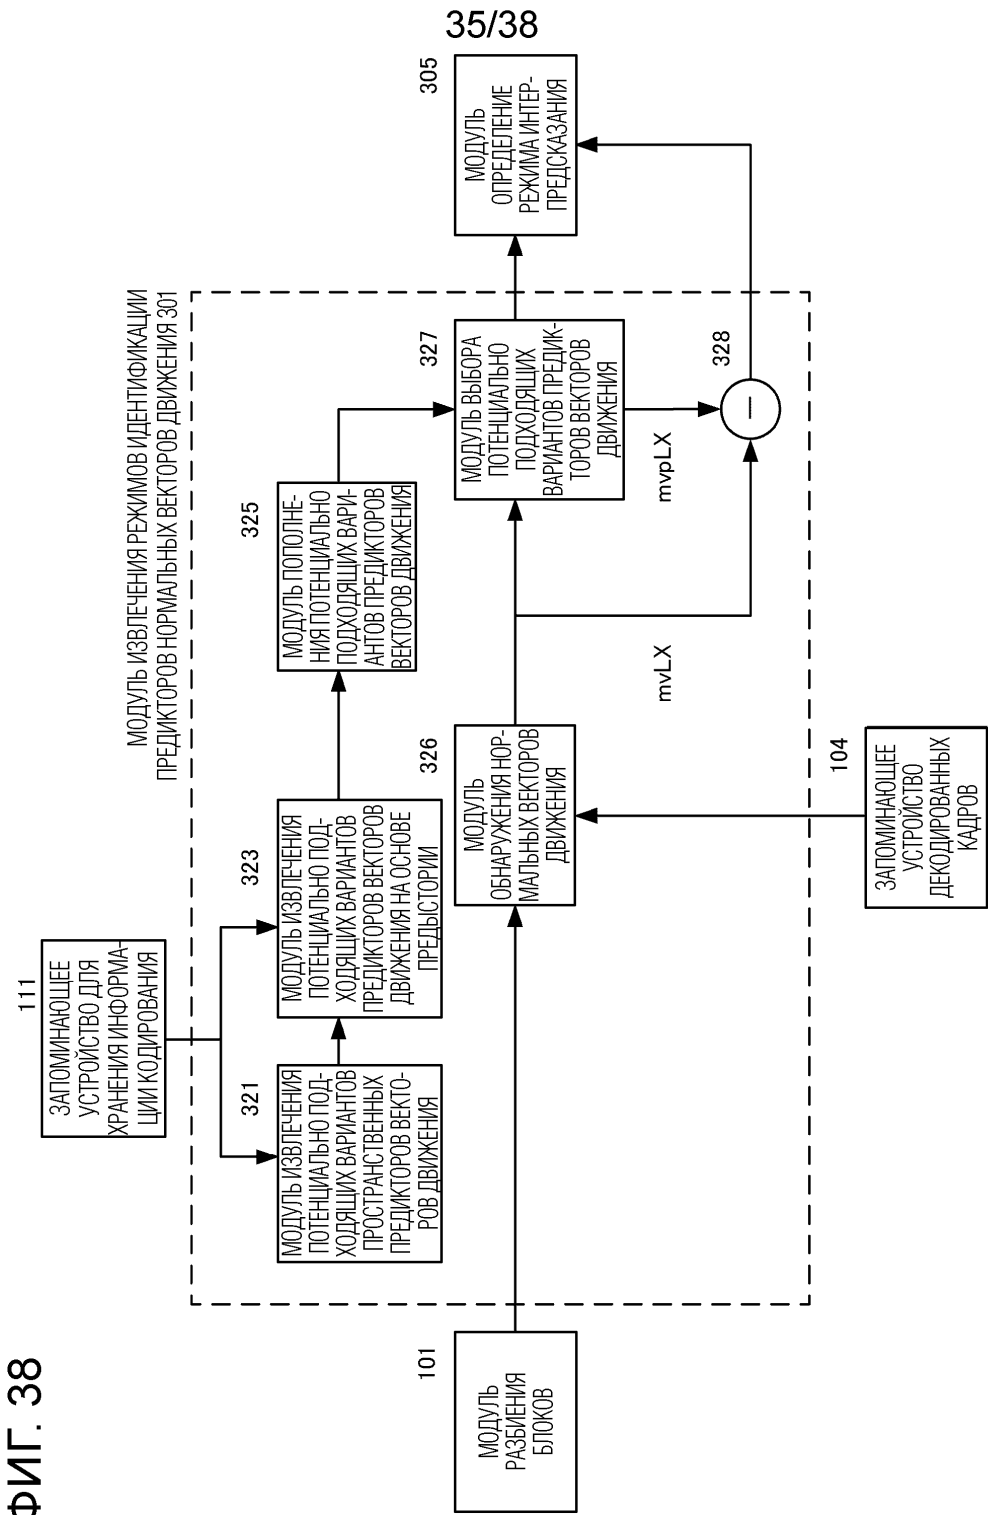 35/38
ФИГ. 38
МОДУЛЬ ИЗВЛЕЧЕНИЯ РЕЖИМОВ ИДЕНТИФИКАЦИИ
ПРЕДИКТОРОВ НОРМАЛЬНЫХ ВЕКТОРОВ ДВИЖЕНИЯ 301
111
ЗАПОМИНАЮЩЕЕ
УСТРОЙСТВО ДЛЯ
ХРАНЕНИЯ ИНФОРМА-
ЦИИ КОДИРОВАНИЯ
321
МОДУЛЬ ИЗВЛЕЧЕНИЯ
ПОТЕНЦИАЛЬНО ПОД-
ХОДЯЩИХ ВАРИАНТОВ
ПРОСТРАНСТВЕННЫХ
ПРЕДИКТОРОВ ВЕКТО-
РОВ ДВИЖЕНИЯ
323
МОДУЛЬ ИЗВЛЕЧЕНИЯ
ПОТЕНЦИАЛЬНО ПОД-
ХОДЯЩИХ ВАРИАНТОВ
ПРЕДИКТОРОВ ВЕКТОРОВ
ДВИЖЕНИЯ НА ОСНОВЕ
ПРЕДЫСТОРИИ
325
МОДУЛЬ ПОПОЛНЕ-
НИЯ ПОТЕНЦИАЛЬНО
ПОДХОДЯЩИХ ВАРИ-
АНТОВ ПРЕДИКТОРОВ
ВЕКТОРОВ ДВИЖЕНИЯ
101
МОДУЛЬ
РАЗБИЕНИЯ
БЛОКОВ
326
МОДУЛЬ
ОБНАРУЖЕНИЯ НОР-
МАЛЬНЫХ ВЕКТОРОВ
ДВИЖЕНИЯ
327
МОДУЛЬ ВЫБОРА
ПОТЕНЦИАЛЬНО
ПОДХОДЯЩИХ
ВАРИАНТОВ ПРЕДИК-
ТОРОВ ВЕКТОРОВ
ДВИЖЕНИЯ
305
МОДУЛЬ
ОПРЕДЕЛЕНИЕ
РЕЖИМА ИНТЕР-
ПРЕДСКАЗАНИЯ
mvLX
mvpLX
328
104
ЗАПОМИНАЮЩЕЕ
УСТРОЙСТВО
ДЕКОДИРОВАННЫХ
КАДРОВ